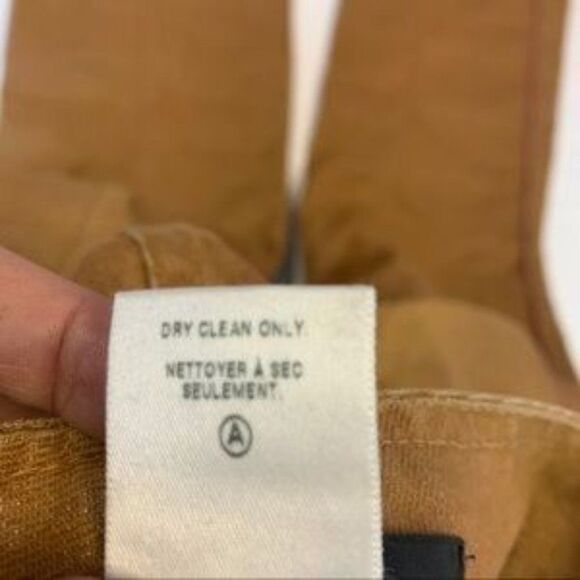 DRY CLEAN ONLY.
NETTOYER À SEC
SEULEMENT.
A